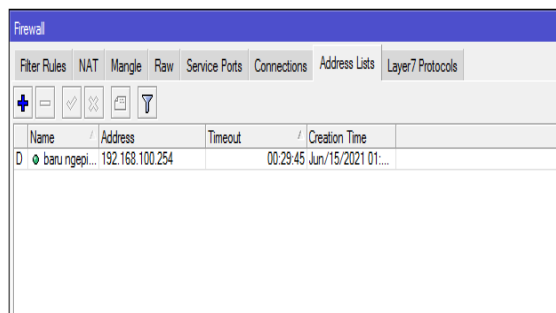 Firewall
Filter Rules NAT Mangle Raw Service Ports Connections Address Lists Layer7 Protocols
Name Address Timeout Creation Time
D baru ngepi... 192.168.100.254 00:29:45 Jun/15/2021 01:...